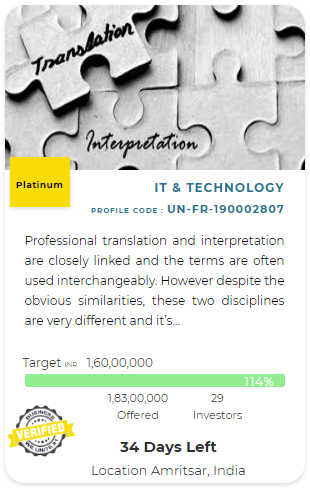 Translation
Interpretation
Platinum
IT & TECHNOLOGY
PROFILE CODE : UN-FR-190002807
Professional translation and interpretation
are closely linked and the terms are often
used interchangeably. However despite the
obvious similarities, these two disciplines
are very different and it's...
Target INR 1,60,00,000
114%
1,83,00,000 29
Offered Investors
VERIFIED
34 Days Left
Location Amritsar, India